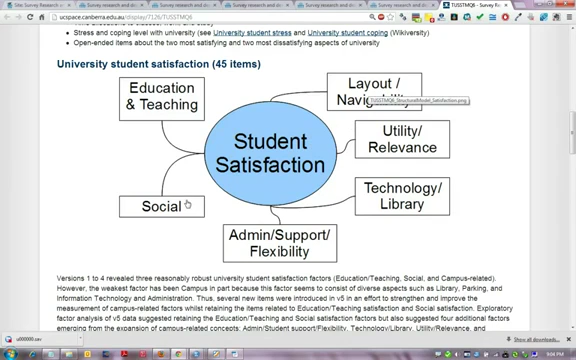 ucspace.canberra.edu.au/display/7126/TUSSTMQ6
Stress and coping level with university (see University student stress and University student coping (Wikiversity)
Open-ended items about the two most satisfying and two most dissatisfying aspects of university
University student satisfaction (45 items)
Education
& Teaching
Layout /
Navigability
TUSSTMQ6_StructuralModel_Satisfaction.png
Student
Satisfaction
Utility/
Relevance
Technology/
Library
Social
Admin/Support/
Flexibility
Versions 1 to 4 revealed three reasonably robust university student satisfaction factors (Education/Teaching, Social, and Campus-related).
However, the weakest factor has been Campus in part because this factor seems to consist of diverse aspects such as Library, Parking,
and Information Technology and Administration. Thus, several new items were introduced in v5 in an effort to strengthen and improve the
measurement of campus-related factors whilst retaining the items related to Education/Teaching satisfaction and Social satisfaction. Exploratory
factor analysis of v5 data suggested retaining the Education/Teaching and Social Satisfaction factors, but also suggested four additional factors
emerging from the expansion of campus-related concepts: Admin/Student support/Flexibility, Technology/Library, Utility/Relevance, and
u000000.sav
Show all downloads...
9:04 PM